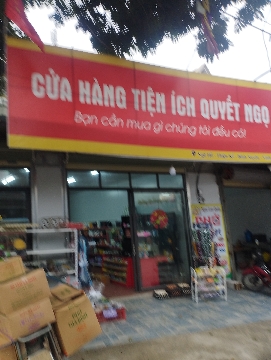 CỬA HÀNG TIỆN ÍCH QUYẾT NGỌ
Bạn cần mua gì chúng tôi đều có!